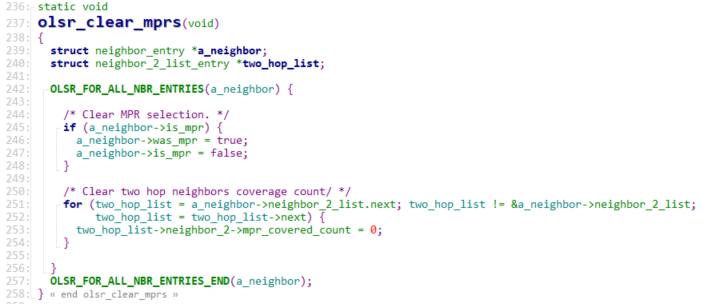 236: static void
237: olsr_clear_mprs(void)
238: {
239:   struct neighbor_entry *a_neighbor;
240:   struct neighbor_2_list_entry *two_hop_list;
241:
242:   OLSR_FOR_ALL_NBR_ENTRIES(a_neighbor) {
243:
244:     /* Clear MPR selection. */
245:     if (a_neighbor->is_mpr) {
246:       a_neighbor->was_mpr = true;
247:       a_neighbor->is_mpr = false;
248:     }
249:
250:     /* Clear two hop neighbors coverage count/ */
251:     for (two_hop_list = a_neighbor->neighbor_2_list.next; two_hop_list != &a_neighbor->neighbor_2_list;
252:          two_hop_list = two_hop_list->next) {
253:       two_hop_list->neighbor_2->mpr_covered_count = 0;
254:     }
255:
256:   }
257:   OLSR_FOR_ALL_NBR_ENTRIES_END(a_neighbor);
258: } « end olsr_clear_mprs »